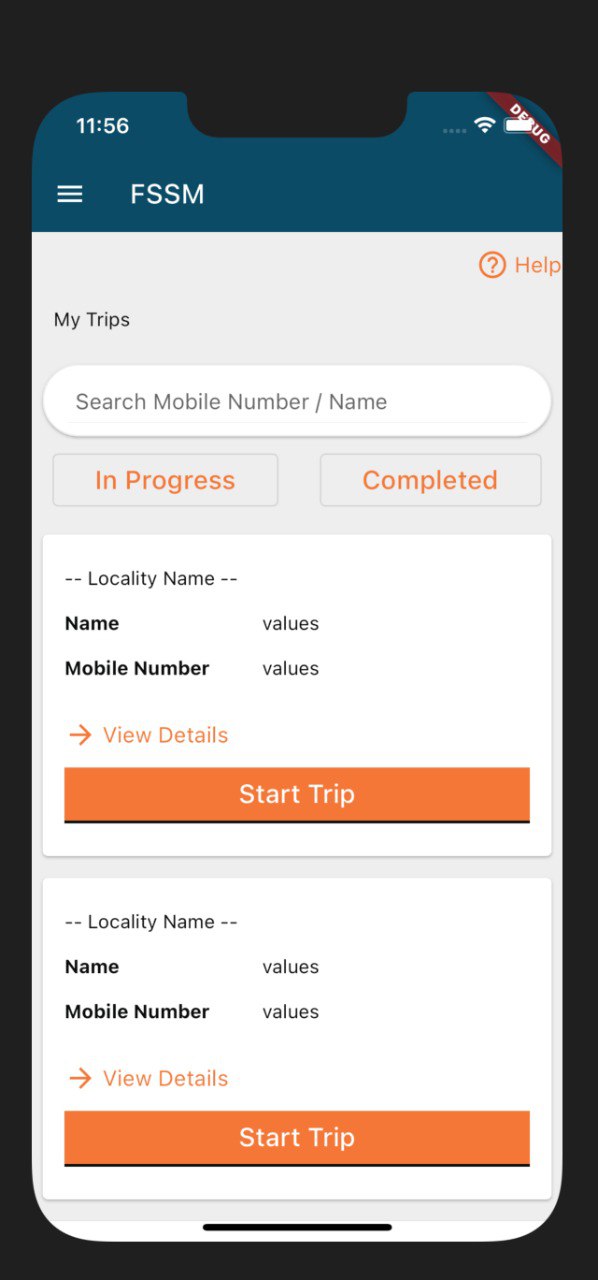 11:56
DEBUG
FSSM
Help
My Trips
Search Mobile Number / Name
In Progress Completed
-- Locality Name --
Name values
Mobile Number values
View Details
Start Trip
-- Locality Name --
Name values
Mobile Number values
View Details
Start Trip